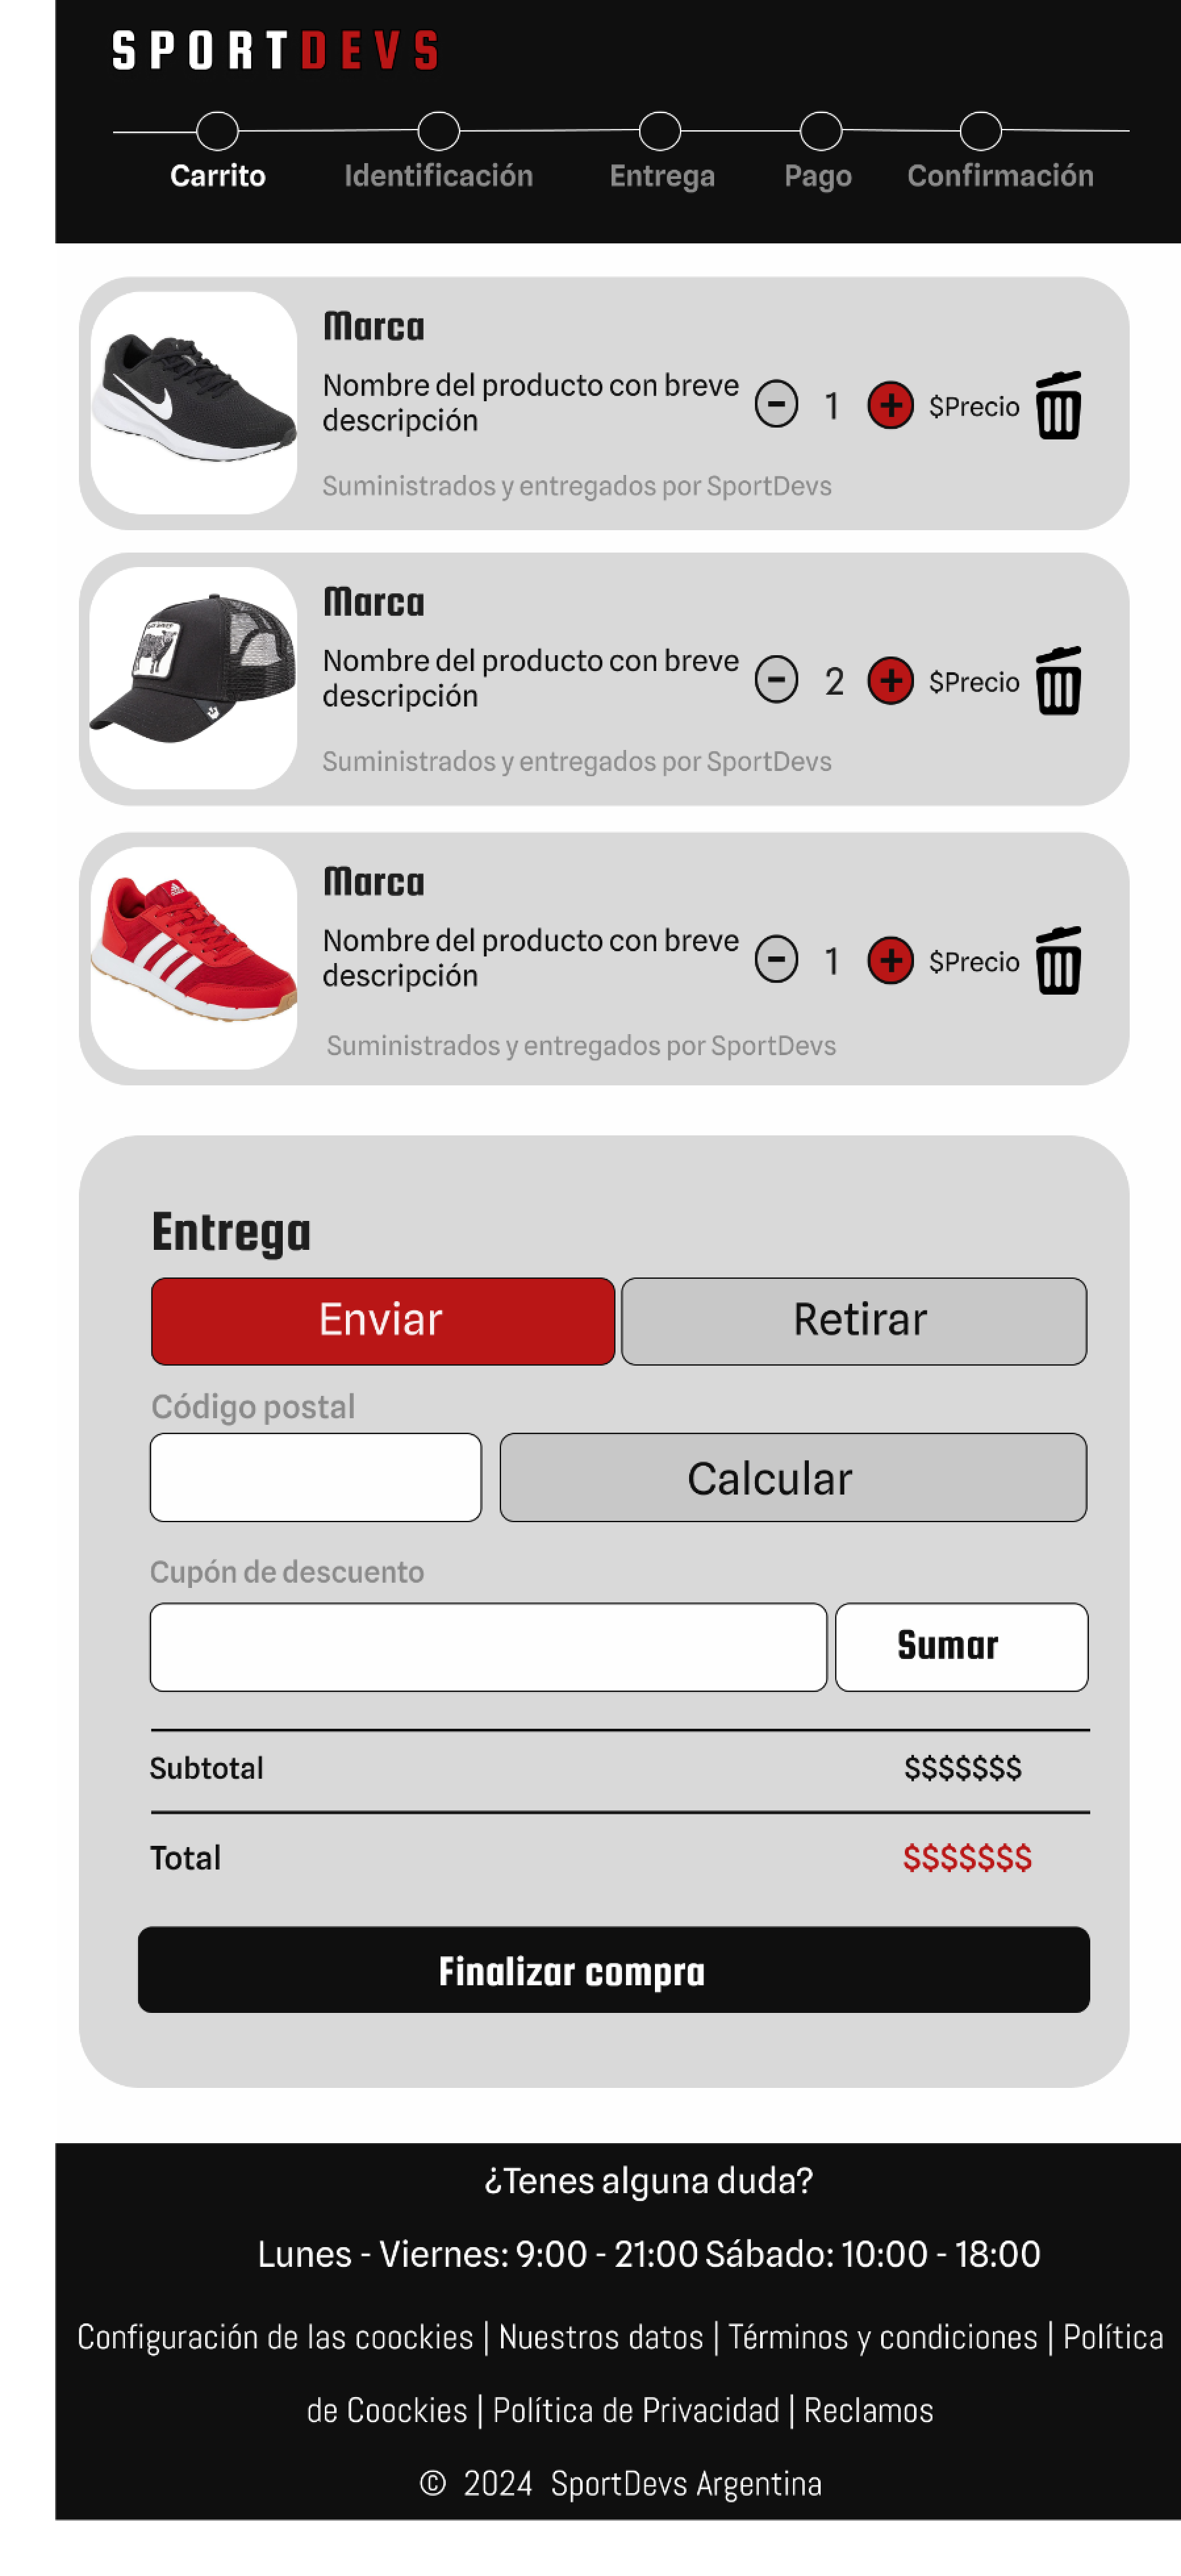 SPORTDEVS
Carrito Identificación Entrega Pago Confirmación
Marca
Nombre del producto con breve
descripción
- 1 + $Precio
Suministrados y entregados por SportDevs
Marca
Nombre del producto con breve
descripción
- 2 + $Precio
Suministrados y entregados por SportDevs
Marca
Nombre del producto con breve
descripción
- 1 + $Precio
Suministrados y entregados por SportDevs
Entrega
Enviar Retirar
Código postal
Calcular
Cupón de descuento
Sumar
Subtotal $$$$$$$
Total $$$$$$$
Finalizar compra
¿Tenes alguna duda?
Lunes - Viernes: 9:00 - 21:00 Sábado: 10:00 - 18:00
Configuración de las coockies | Nuestros datos | Términos y condiciones | Política
de Coockies | Política de Privacidad | Reclamos
© 2024 SportDevs Argentina